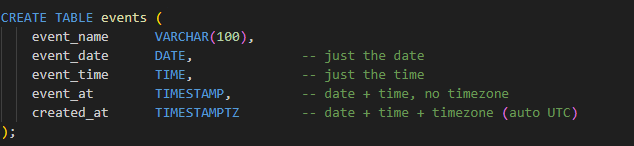 CREATE TABLE events (
    event_name      VARCHAR(100),
    event_date      DATE,              -- just the date
    event_time      TIME,              -- just the time
    event_at        TIMESTAMP,         -- date + time, no timezone
    created_at      TIMESTAMPTZ        -- date + time + timezone (auto UTC)
);